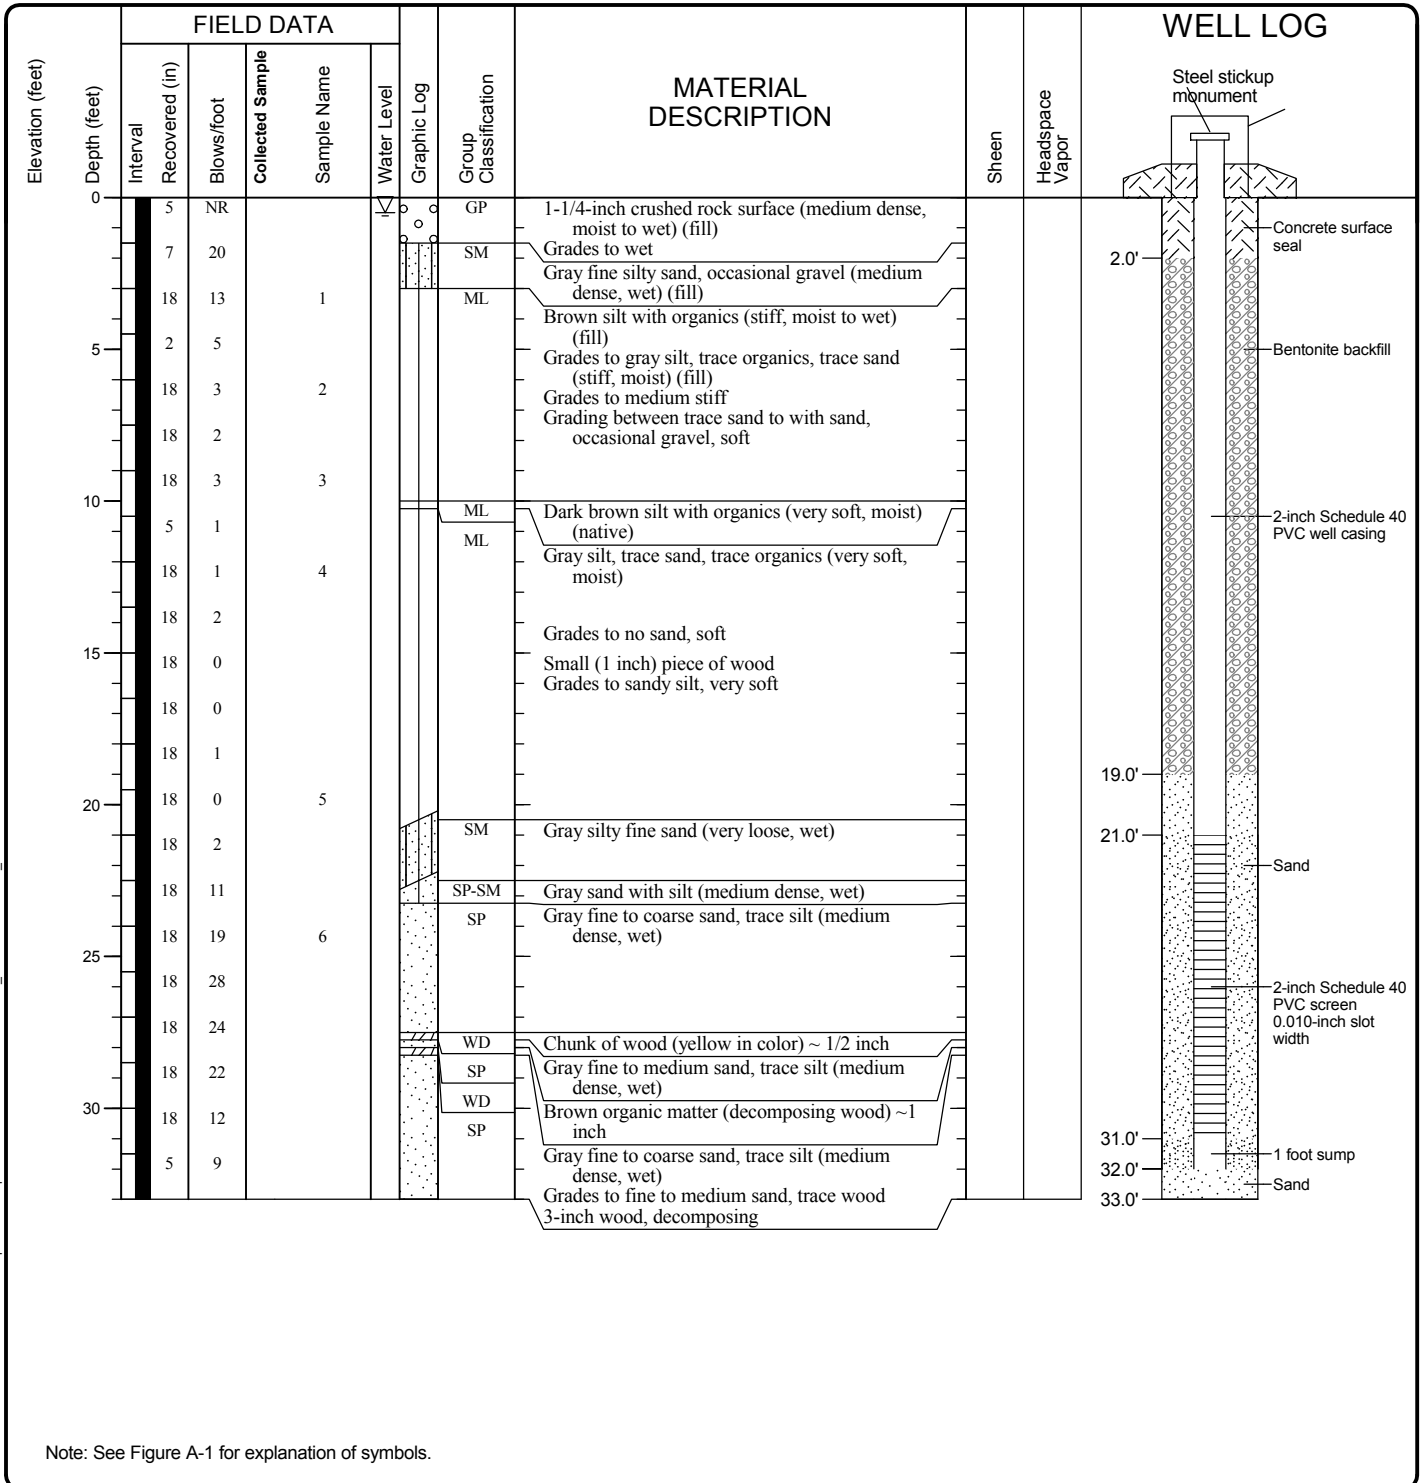 FIELD DATA
WELL LOG
Elevation (feet)
Depth (feet)
Interval
Recovered (in)
Blows/foot
Collected Sample
Sample Name
Water Level
Graphic Log
Group
Classification
MATERIAL
DESCRIPTION
Sheen
Headspace
Vapor
Steel stickup
monument
0
5 NR
GP
1-1/4-inch crushed rock surface (medium dense,
moist to wet) (fill)
Concrete surface
seal
7 20
SM
Grades to wet
2.0'
Gray fine silty sand, occasional gravel (medium
dense, wet) (fill)
18 13 1
ML
Brown silt with organics (stiff, moist to wet)
(fill)
2 5
5
Bentonite backfill
Grades to gray silt, trace organics, trace sand
(stiff, moist) (fill)
18 3 2
Grades to medium stiff
Grading between trace sand to with sand,
occasional gravel, soft
18 2
18 3 3
10
ML
Dark brown silt with organics (very soft, moist)
(native)
2-inch Schedule 40
PVC well casing
5 1
ML
Gray silt, trace sand, trace organics (very soft,
moist)
18 1 4
18 2
Grades to no sand, soft
15
18 0
Small (1 inch) piece of wood
Grades to sandy silt, very soft
18 0
18 1
19.0'
18 0 5
20
SM
Gray silty fine sand (very loose, wet)
21.0'
18 2
Sand
18 11
SP-SM
Gray sand with silt (medium dense, wet)
SP
Gray fine to coarse sand, trace silt (medium
dense, wet)
18 19 6
25
18 28
2-inch Schedule 40
PVC screen
0.010-inch slot
width
18 24
WD
Chunk of wood (yellow in color) ~ 1/2 inch
18 22
SP
Gray fine to medium sand, trace silt (medium
dense, wet)
WD
Brown organic matter (decomposing wood) ~1
inch
30
18 12
SP
31.0'
Gray fine to coarse sand, trace silt (medium
dense, wet)
1 foot sump
5 9
32.0'
Sand
Grades to fine to medium sand, trace wood
33.0'
3-inch wood, decomposing
Note: See Figure A-1 for explanation of symbols.